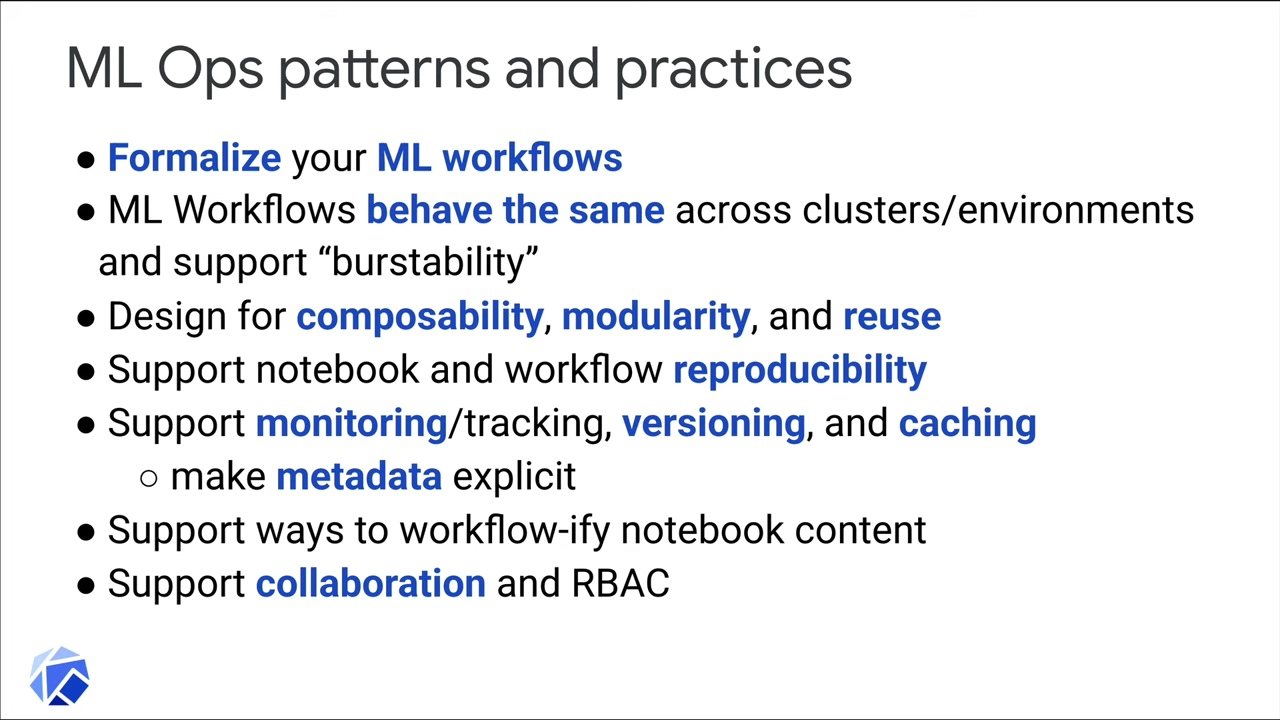 ML Ops patterns and practices
● Formalize your ML workflows
● ML Workflows behave the same across clusters/environments
and support “burstability”
● Design for composability, modularity, and reuse
● Support notebook and workflow reproducibility
● Support monitoring/tracking, versioning, and caching
○ make metadata explicit
● Support ways to workflow-ify notebook content
● Support collaboration and RBAC